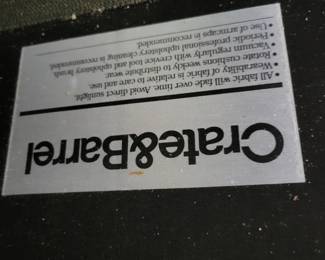 Crate&Barrel
All fabric will fade over time. Avoid direct sunlight.
Wearability of fabric is relative to care and use.
• Rotate cushions weekly to distribute wear.
• Vacuum regularly with crevice tool and upholstery brush.
• Periodic professional upholstery cleaning is recommended.
• Use of armcaps is recommended.